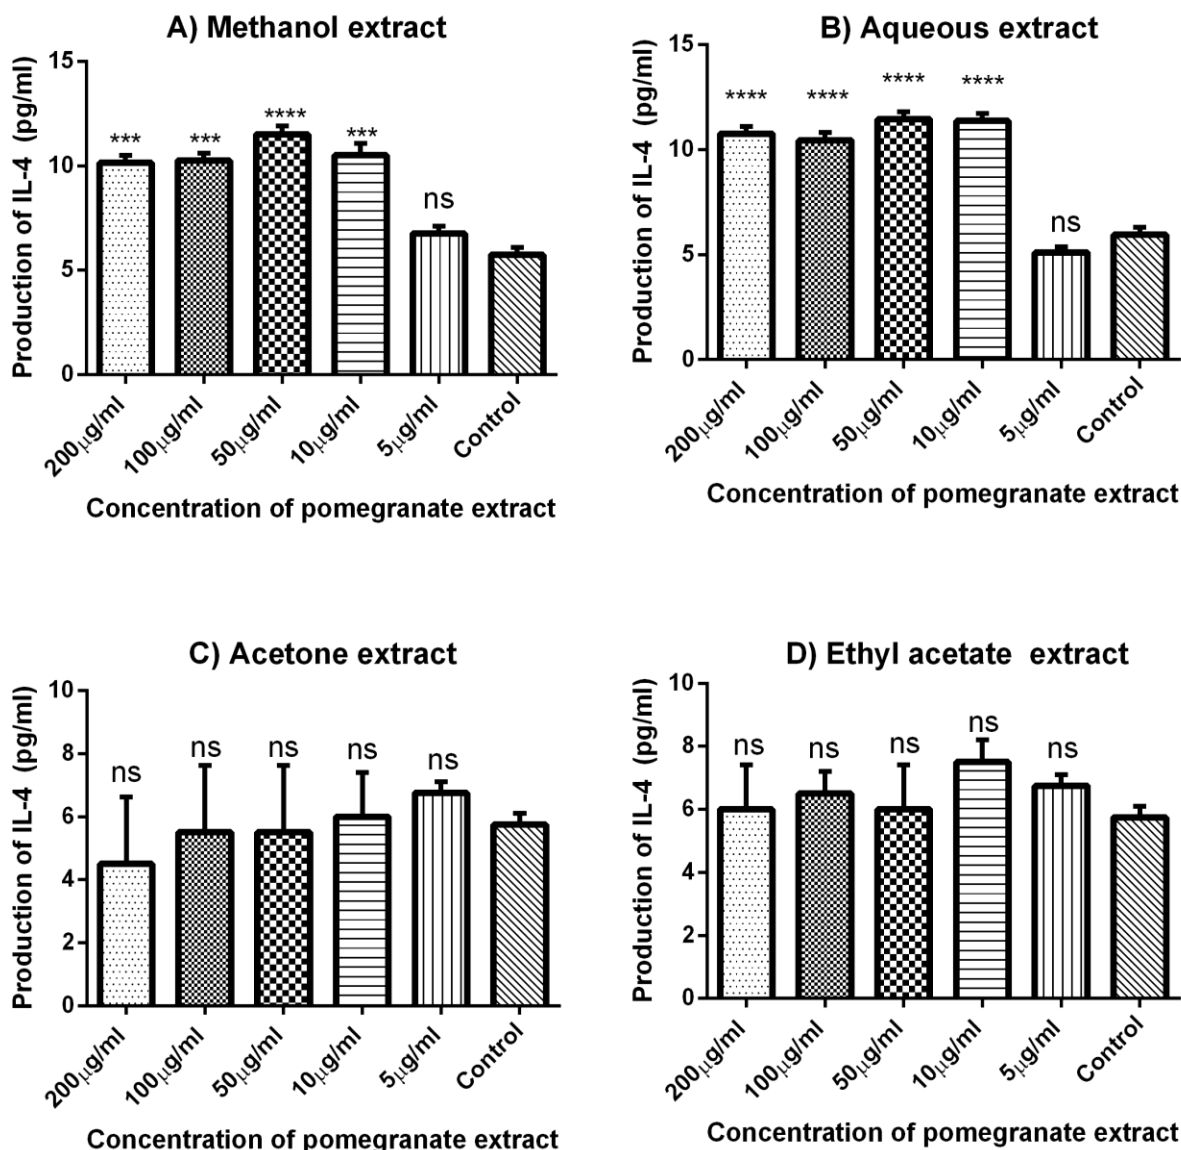 A) Methanol extract
Production of IL-4 (pg/ml)
15
10
5
0
*** *** **** *** ns
200μg/ml 100μg/ml 50μg/ml 10μg/ml 5μg/ml Control
Concentration of pomegranate extract
B) Aqueous extract
Production of IL-4 (pg/ml)
15
10
5
0
**** **** **** **** ns
200μg/ml 100μg/ml 50μg/ml 10μg/ml 5μg/ml Control
Concentration of pomegranate extract
C) Acetone extract
Production of IL-4 (pg/ml)
10
8
6
4
2
0
ns ns ns ns ns
200μg/ml 100μg/ml 50μg/ml 10μg/ml 5μg/ml Control
Concentration of pomegranate extract
D) Ethyl acetate extract
Production of IL-4 (pg/ml)
10
8
6
4
2
0
ns ns ns ns ns
200μg/ml 100μg/ml 50μg/ml 10μg/ml 5μg/ml Control
Concentration of pomegranate extract